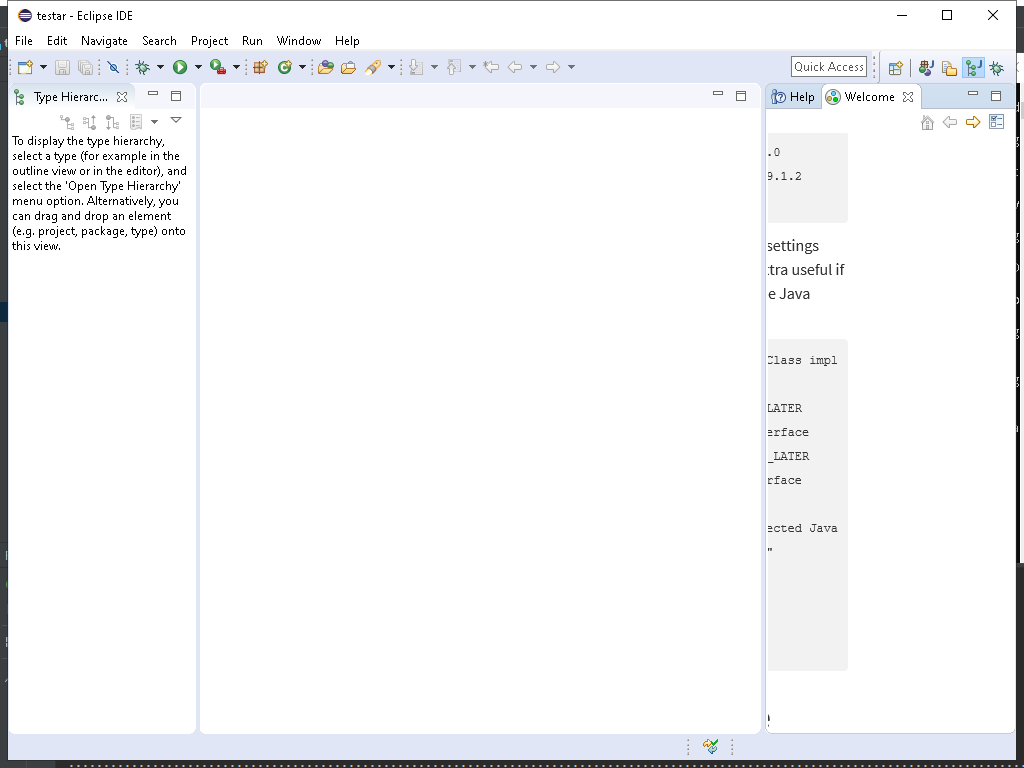 testar - Eclipse IDE
File Edit Navigate Search Project Run Window Help
Quick Access
Type Hierarc...
Help
Welcome
To display the type hierarchy,
select a type (for example in the
outline view or in the editor), and
select the 'Open Type Hierarchy'
menu option. Alternatively, you
can drag and drop an element
(e.g. project, package, type) onto
this view.
.0
9.1.2
settings
tra useful if
e Java
Class impl
LATER
erface
_LATER
rface
ected Java
"